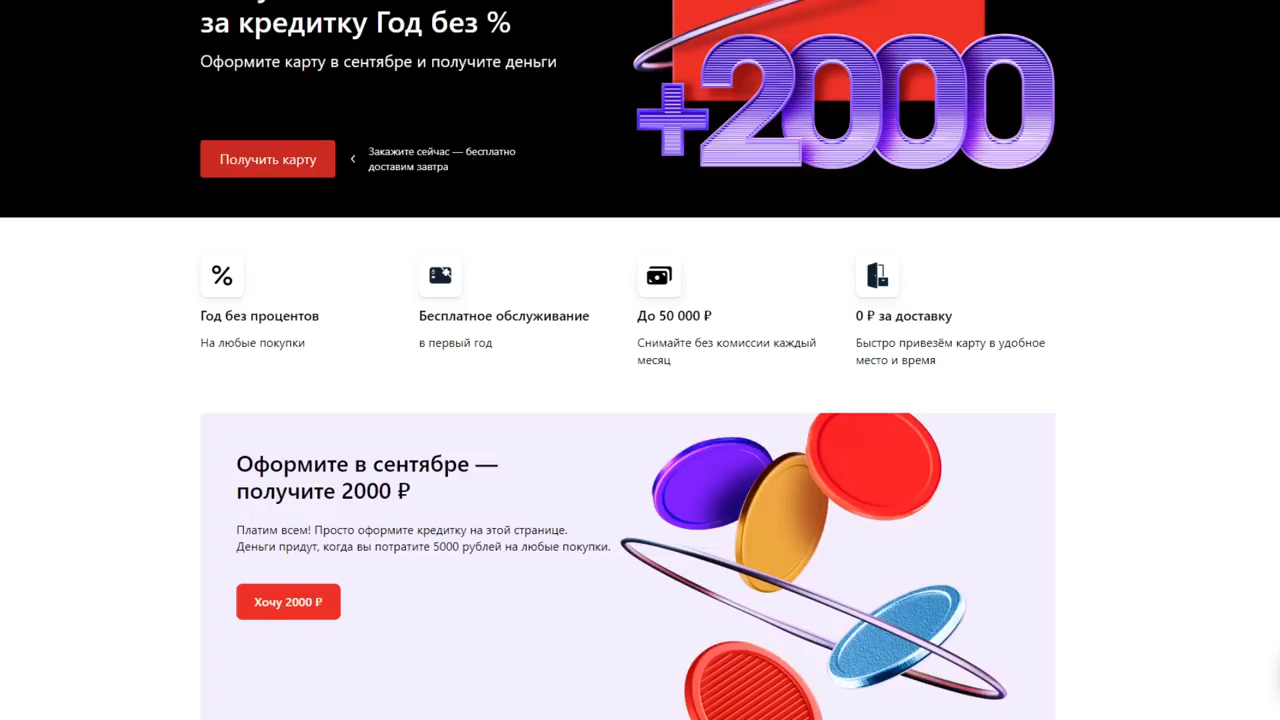 за кредитку Год без %
Оформите карту в сентябре и получите деньги
+2000
Получить карту
Закажите сейчас — бесплатно
доставим завтра
Год без процентов
На любые покупки
Бесплатное обслуживание
в первый год
До 50 000 ₽
Снимайте без комиссии каждый
месяц
0 ₽ за доставку
Быстро привезём карту в удобное
место и время
Оформите в сентябре —
получите 2000 ₽
Платим всем! Просто оформите кредитку на этой странице.
Деньги придут, когда вы потратите 5000 рублей на любые покупки.
Хочу 2000 ₽